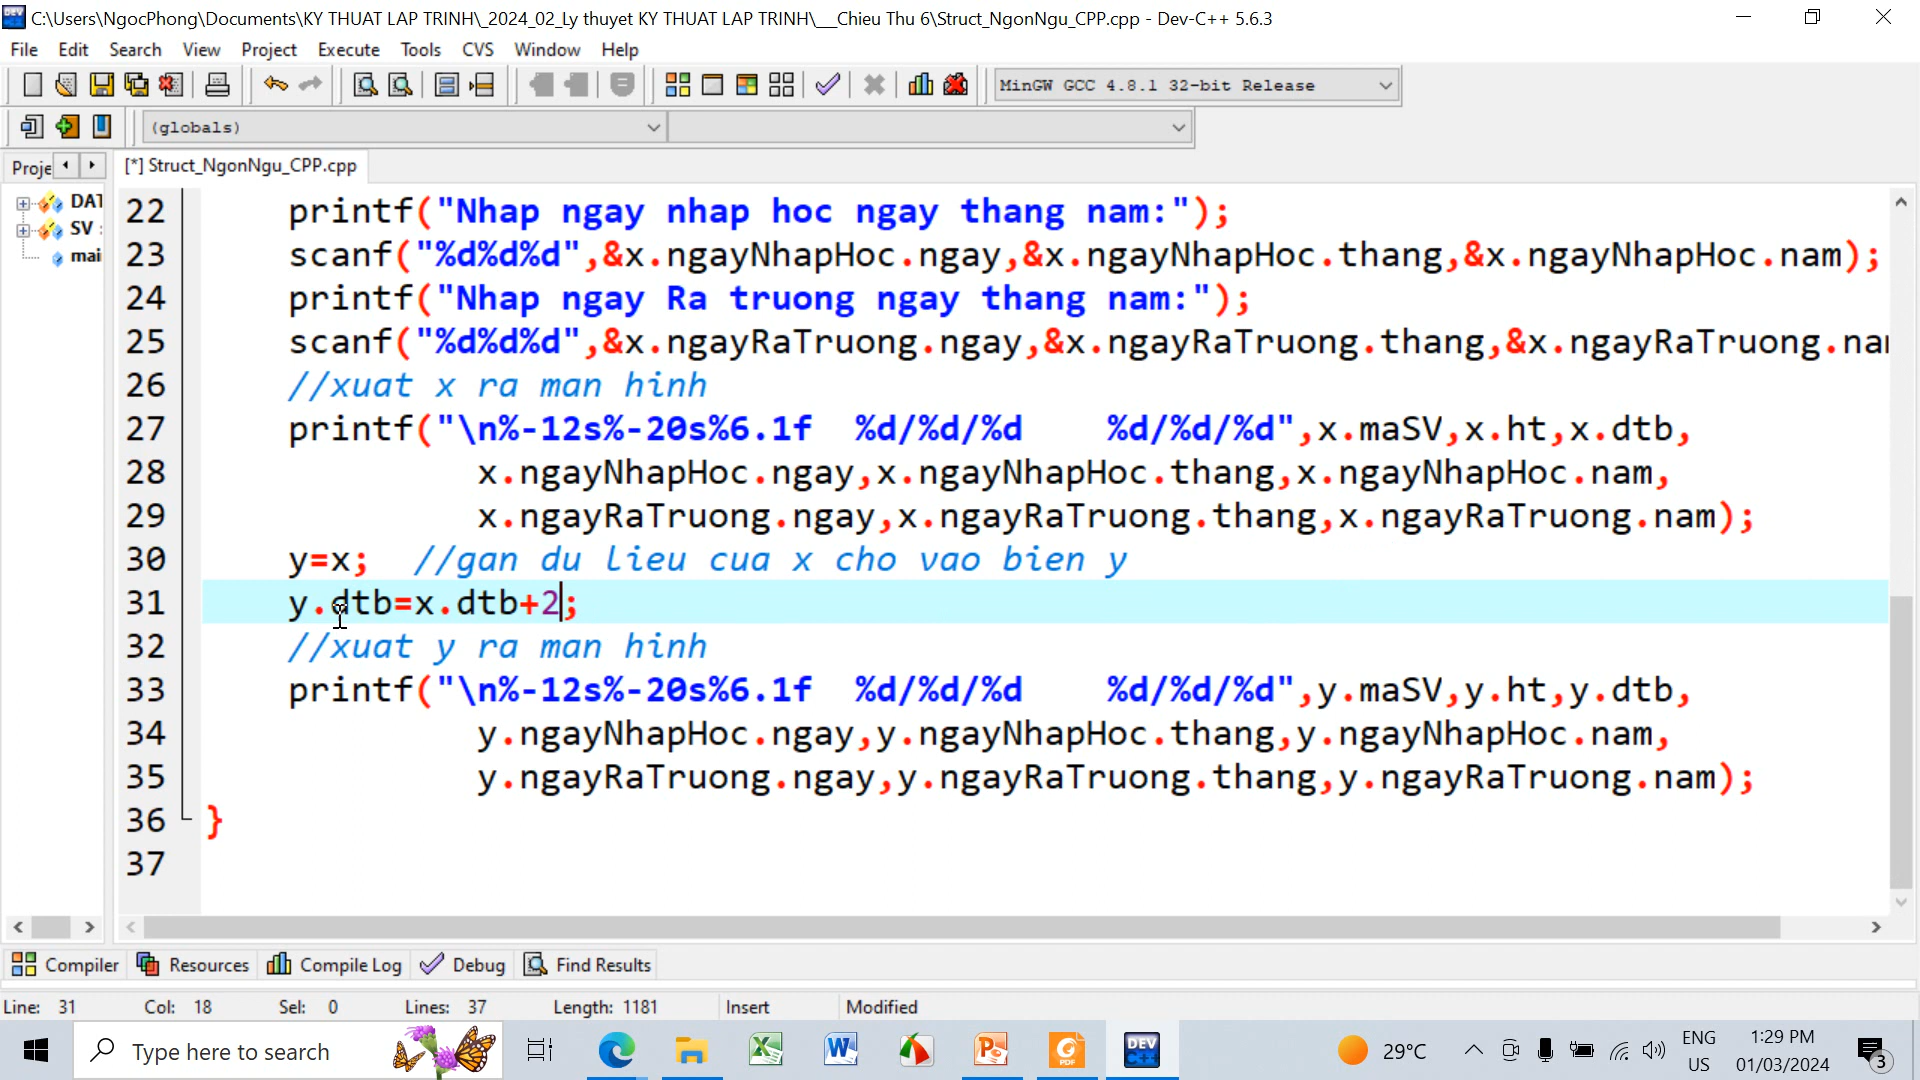 C:\Users\NgocPhong\Documents\KY THUAT LAP TRINH\_2024_02_Ly thuyet KY THUAT LAP TRINH\__Chieu Thu 6\Struct_NgonNgu_CPP.cpp - Dev-C++ 5.6.3
File Edit Search View Project Execute Tools CVS Window Help
MinGW GCC 4.8.1 32-bit Release
(globals)
Proje [*] Struct_NgonNgu_CPP.cpp
DAT
SV :
mai
22 printf("Nhap ngay nhap hoc ngay thang nam:");
23 scanf("%d%d%d",&x.ngayNhapHoc.ngay,&x.ngayNhapHoc.thang,&x.ngayNhapHoc.nam);
24 printf("Nhap ngay Ra truong ngay thang nam:");
25 scanf("%d%d%d",&x.ngayRaTruong.ngay,&x.ngayRaTruong.thang,&x.ngayRaTruong.na
26 //xuat x ra man hinh
27 printf("\n%-12s%-20s%6.1f  %d/%d/%d    %d/%d/%d",x.maSV,x.ht,x.dtb,
28 x.ngayNhapHoc.ngay,x.ngayNhapHoc.thang,x.ngayNhapHoc.nam,
29 x.ngayRaTruong.ngay,x.ngayRaTruong.thang,x.ngayRaTruong.nam);
30 y=x;  //gan du lieu cua x cho vao bien y
31 y.dtb=x.dtb+2;
32 //xuat y ra man hinh
33 printf("\n%-12s%-20s%6.1f  %d/%d/%d    %d/%d/%d",y.maSV,y.ht,y.dtb,
34 y.ngayNhapHoc.ngay,y.ngayNhapHoc.thang,y.ngayNhapHoc.nam,
35 y.ngayRaTruong.ngay,y.ngayRaTruong.thang,y.ngayRaTruong.nam);
36 }
37
Compiler Resources Compile Log Debug Find Results
Line: 31 Col: 18 Sel: 0 Lines: 37 Length: 1181 Insert Modified
Type here to search
DEV
29°C
ENG
US
1:29 PM
01/03/2024
3